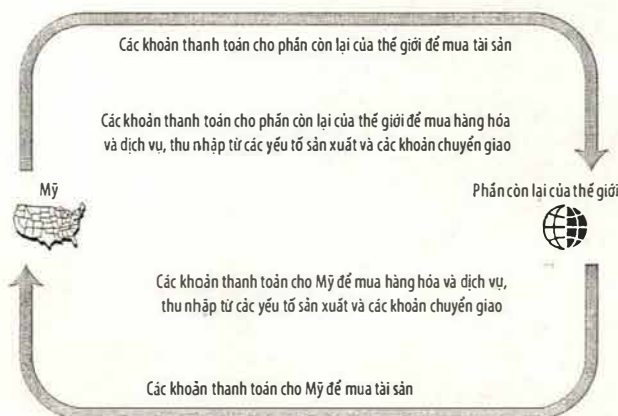 Các khoản thanh toán cho phần còn lại của thế giới để mua tài sản
Các khoản thanh toán cho phần còn lại của thế giới để mua hàng hóa
và dịch vụ, thu nhập từ các yếu tố sản xuất và các khoản chuyển giao
Mỹ
Phần còn lại của thế giới
Các khoản thanh toán cho Mỹ để mua hàng hóa và dịch vụ,
thu nhập từ các yếu tố sản xuất và các khoản chuyển giao
Các khoản thanh toán cho Mỹ để mua tài sản